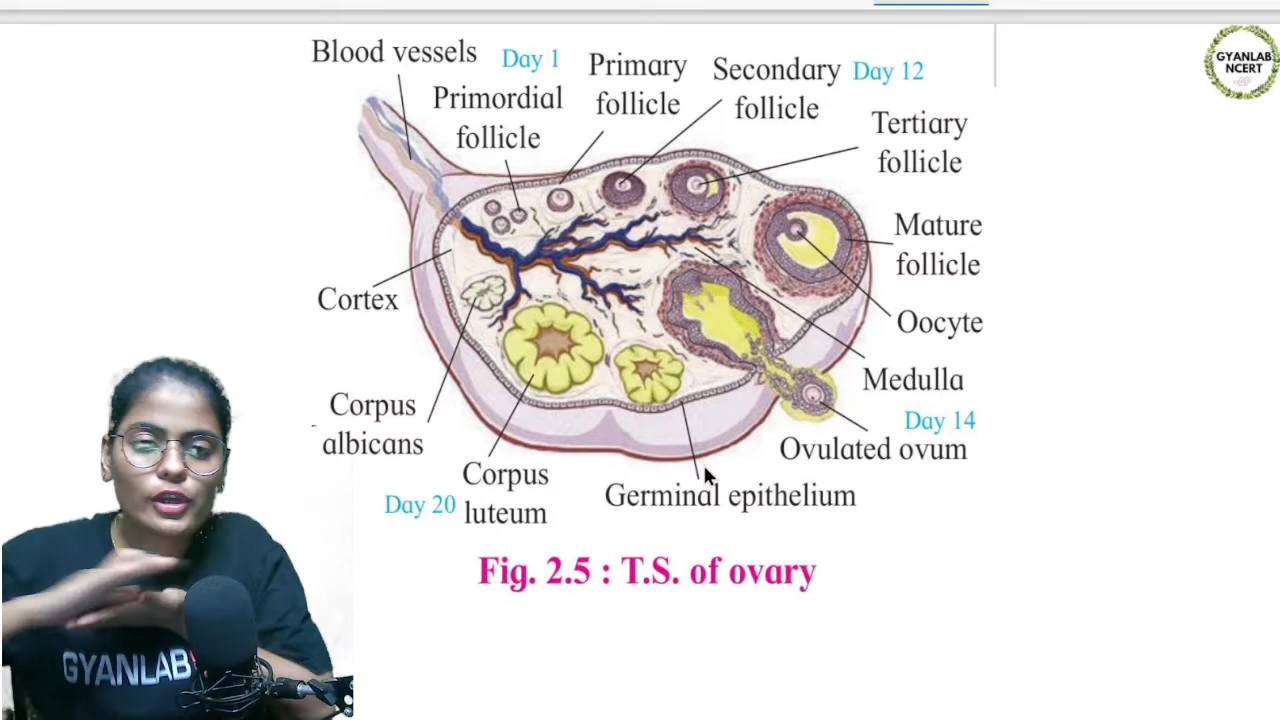 Blood vessels
Day 1
Primordial
follicle
Primary
follicle
Secondary
follicle
Day 12
Tertiary
follicle
Mature
follicle
Oocyte
Medulla
Day 14
Ovulated ovum
Germinal epithelium
Cortex
Corpus
albicans
Corpus
luteum
Day 20
Fig. 2.5 : T.S. of ovary
GYANLAB
NCERT
GYANLAB